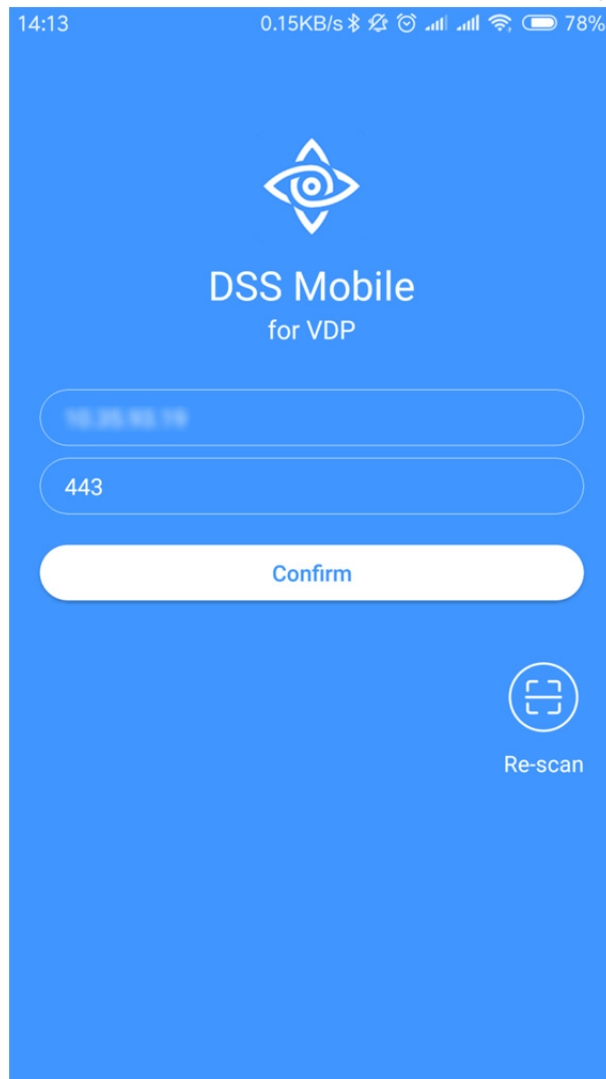 14:13 0.15KB/s 78%
DSS Mobile
for VDP
443
Confirm
Re-scan